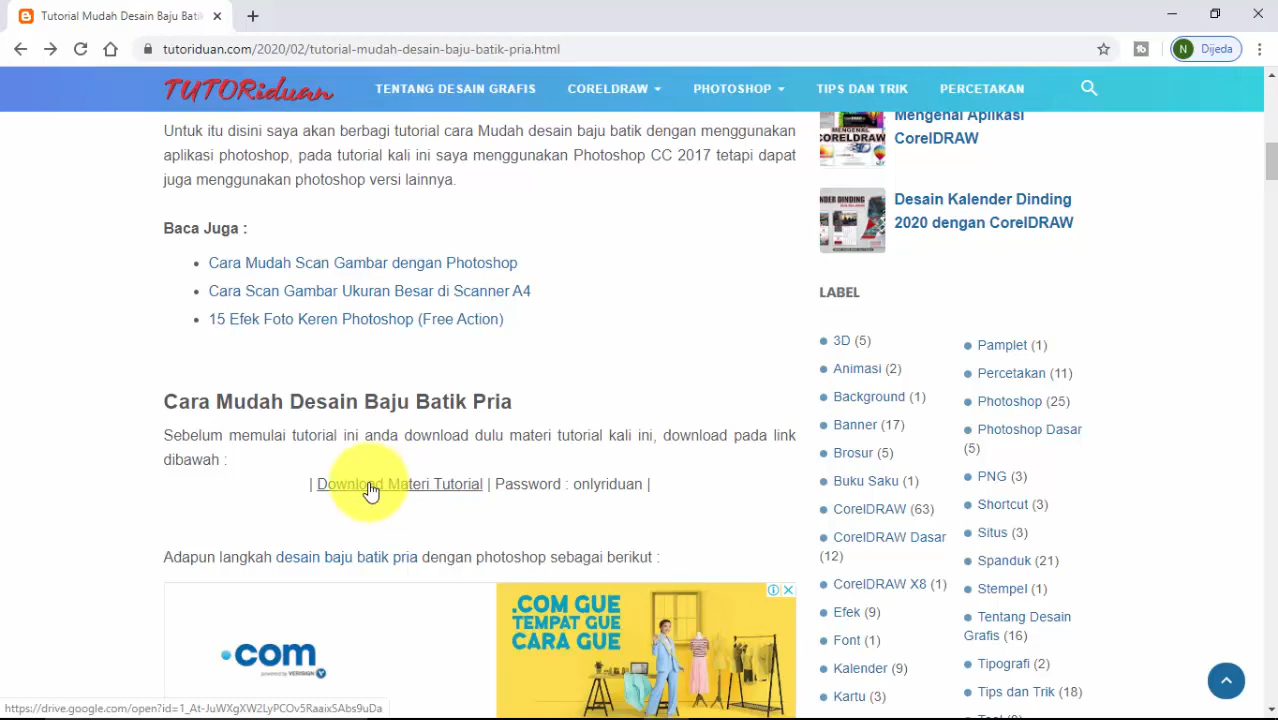 Tutorial Mudah Desain Baju Bati
Dijeda
tutoriduan.com/2020/02/tutorial-mudah-desain-baju-batik-pria.html
TUTORiduan
TENTANG DESAIN GRAFIS
CORELDRAW
PHOTOSHOP
TIPS DAN TRIK
PERCETAKAN
Untuk itu disini saya akan berbagi tutorial cara Mudah desain baju batik dengan menggunakan
aplikasi photoshop, pada tutorial kali ini saya menggunakan Photoshop CC 2017 tetapi dapat
juga menggunakan photoshop versi lainnya.
Baca Juga :
Cara Mudah Scan Gambar dengan Photoshop
Cara Scan Gambar Ukuran Besar di Scanner A4
15 Efek Foto Keren Photoshop (Free Action)
Cara Mudah Desain Baju Batik Pria
Sebelum memulai tutorial ini anda download dulu materi tutorial kali ini, download pada link
dibawah :
| Download Materi Tutorial | Password : onlyriduan |
Adapun langkah desain baju batik pria dengan photoshop sebagai berikut :
.com
powered by VERISIGN
.COM GUE
TEMPAT GUE
CARA GUE
Mengenal Aplikasi
CorelDRAW
MENGENAL
CORELDRAW
Desain Kalender Dinding
2020 dengan CorelDRAW
NDER DINDING
LABEL
3D (5)
Animasi (2)
Background (1)
Banner (17)
Brosur (5)
Buku Saku (1)
CorelDRAW (63)
CorelDRAW Dasar
(12)
CorelDRAW X8 (1)
Efek (9)
Font (1)
Kalender (9)
Kartu (3)
Pamplet (1)
Percetakan (11)
Photoshop (25)
Photoshop Dasar
(5)
PNG (3)
Shortcut (3)
Situs (3)
Spanduk (21)
Stempel (1)
Tentang Desain
Grafis (16)
Tipografi (2)
Tips dan Trik (18)
https://drive.google.com/open?id=1_At-JuWXgXW2LyPCOv5RaaixSAbs9uDa